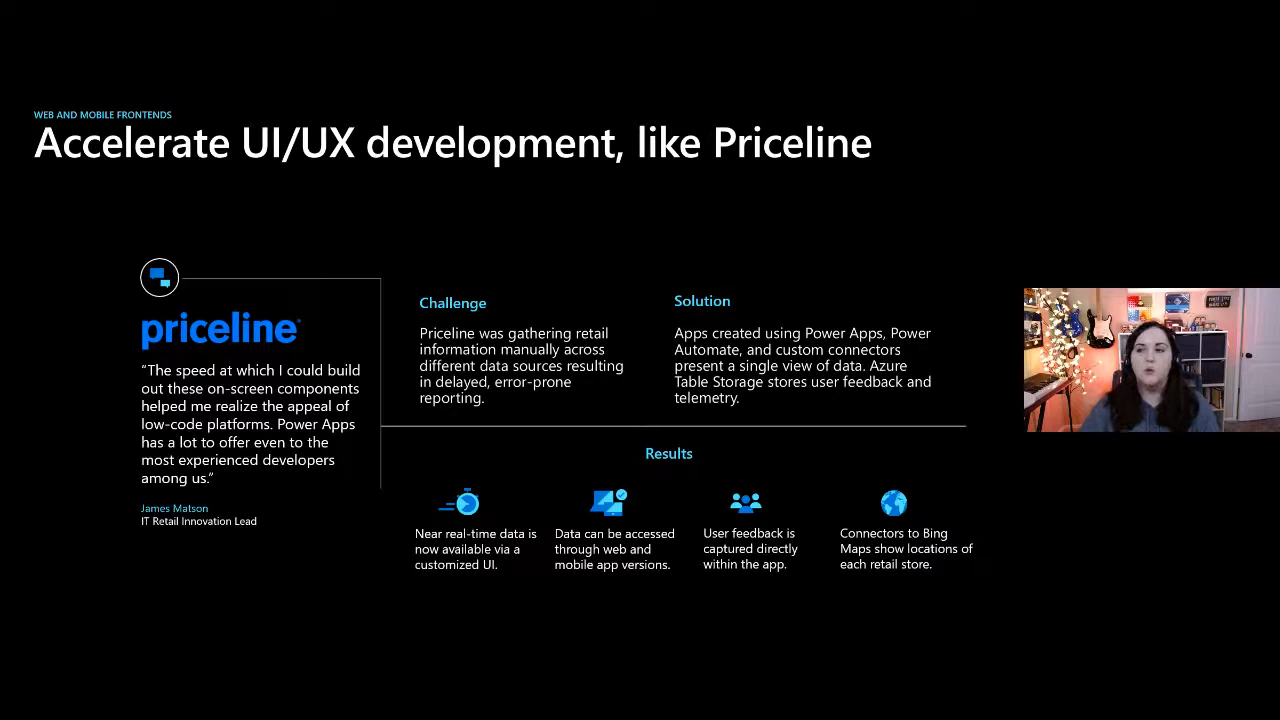 WEB AND MOBILE FRONTENDS
Accelerate UI/UX development, like Priceline
priceline
“The speed at which I could build
out these on-screen components
helped me realize the appeal of
low-code platforms. Power Apps
has a lot to offer even to the
most experienced developers
among us.”
James Matson
IT Retail Innovation Lead
Challenge
Priceline was gathering retail
information manually across
different data sources resulting
in delayed, error-prone
reporting.
Solution
Apps created using Power Apps, Power
Automate, and custom connectors
present a single view of data. Azure
Table Storage stores user feedback and
telemetry.
Results
Near real-time data is
now available via a
customized UI.
Data can be accessed
through web and
mobile app versions.
User feedback is
captured directly
within the app.
Connectors to Bing
Maps show locations of
each retail store.